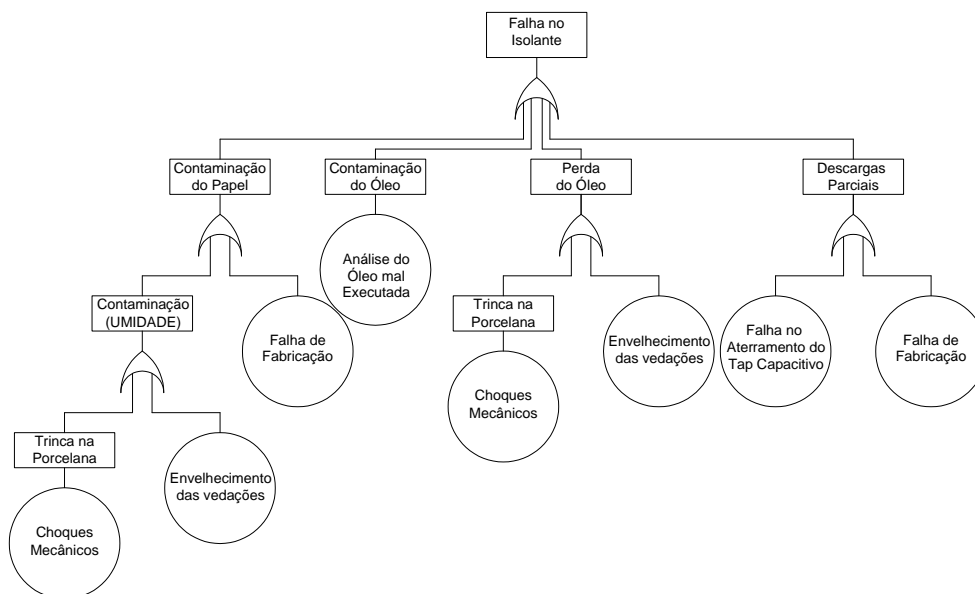 Falha no
Isolante
Contaminação
do Papel
Contaminação
do Óleo
Perda
do Óleo
Descargas
Parciais
Análise do
Óleo mal
Executada
Contaminação
(UMIDADE)
Falha de
Fabricação
Trinca na
Porcelana
Envelhecimento
das vedações
Falha no
Aterramento do
Tap Capacitivo
Falha de
Fabricação
Choques
Mecânicos
Trinca na
Porcelana
Envelhecimento
das vedações
Choques
Mecânicos